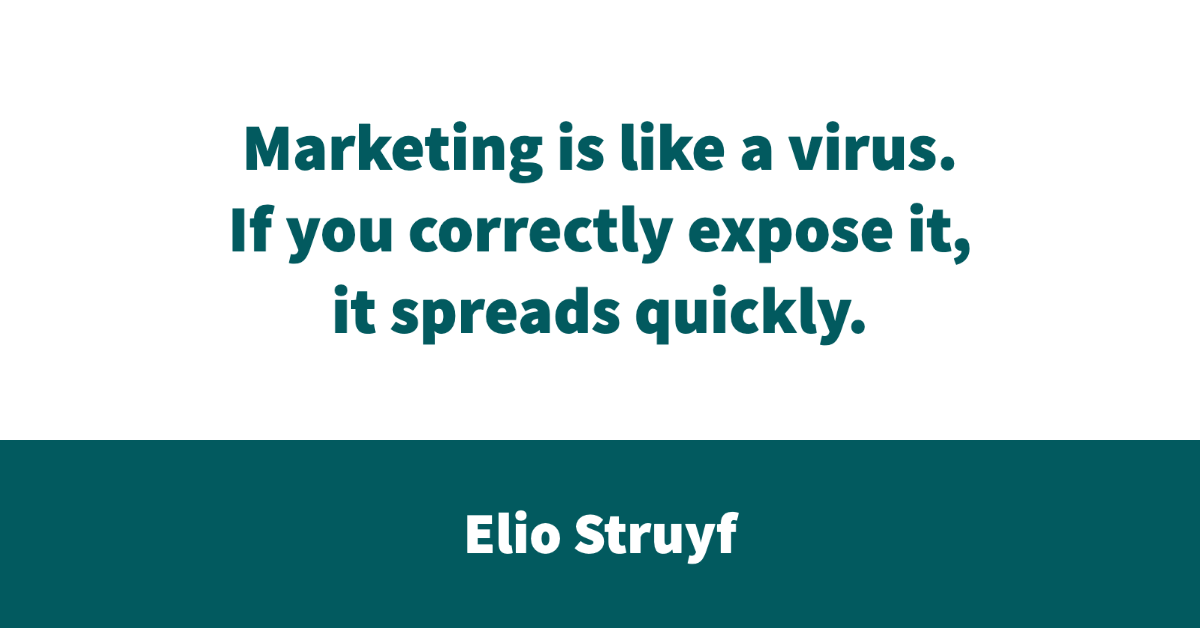 Marketing is like a virus.
If you correctly expose it,
it spreads quickly.
Elio Struyf